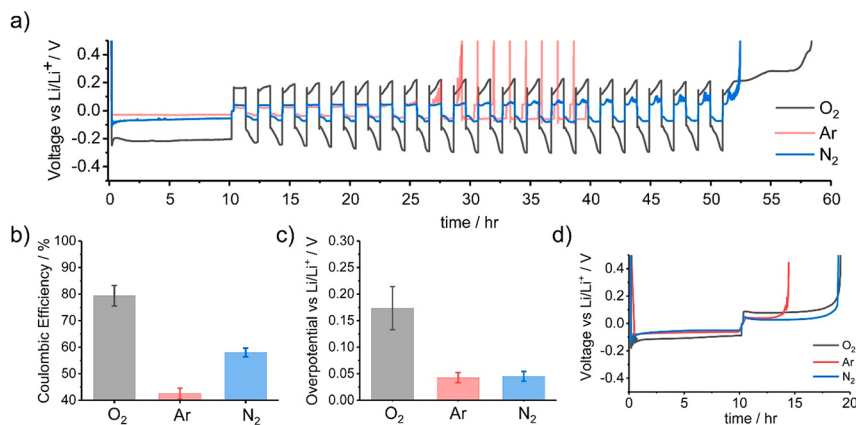 a)
Voltage vs Li/Li⁺ / V
0.4
0.2
0.0
-0.2
-0.4
O₂
Ar
N₂
0 5 10 15 20 25 30 35 40 45 50 55 60
time / hr
b)
Coulombic Efficiency / %
100
90
80
70
60
50
40
O₂ Ar N₂
c)
Overpotential vs Li/Li⁺ / V
0.30
0.25
0.20
0.15
0.10
0.05
0.00
O₂ Ar N₂
d)
Voltage vs Li/Li⁺ / V
0.4
0.2
0.0
-0.2
-0.4
O₂
Ar
N₂
0 5 10 15 20
time / hr